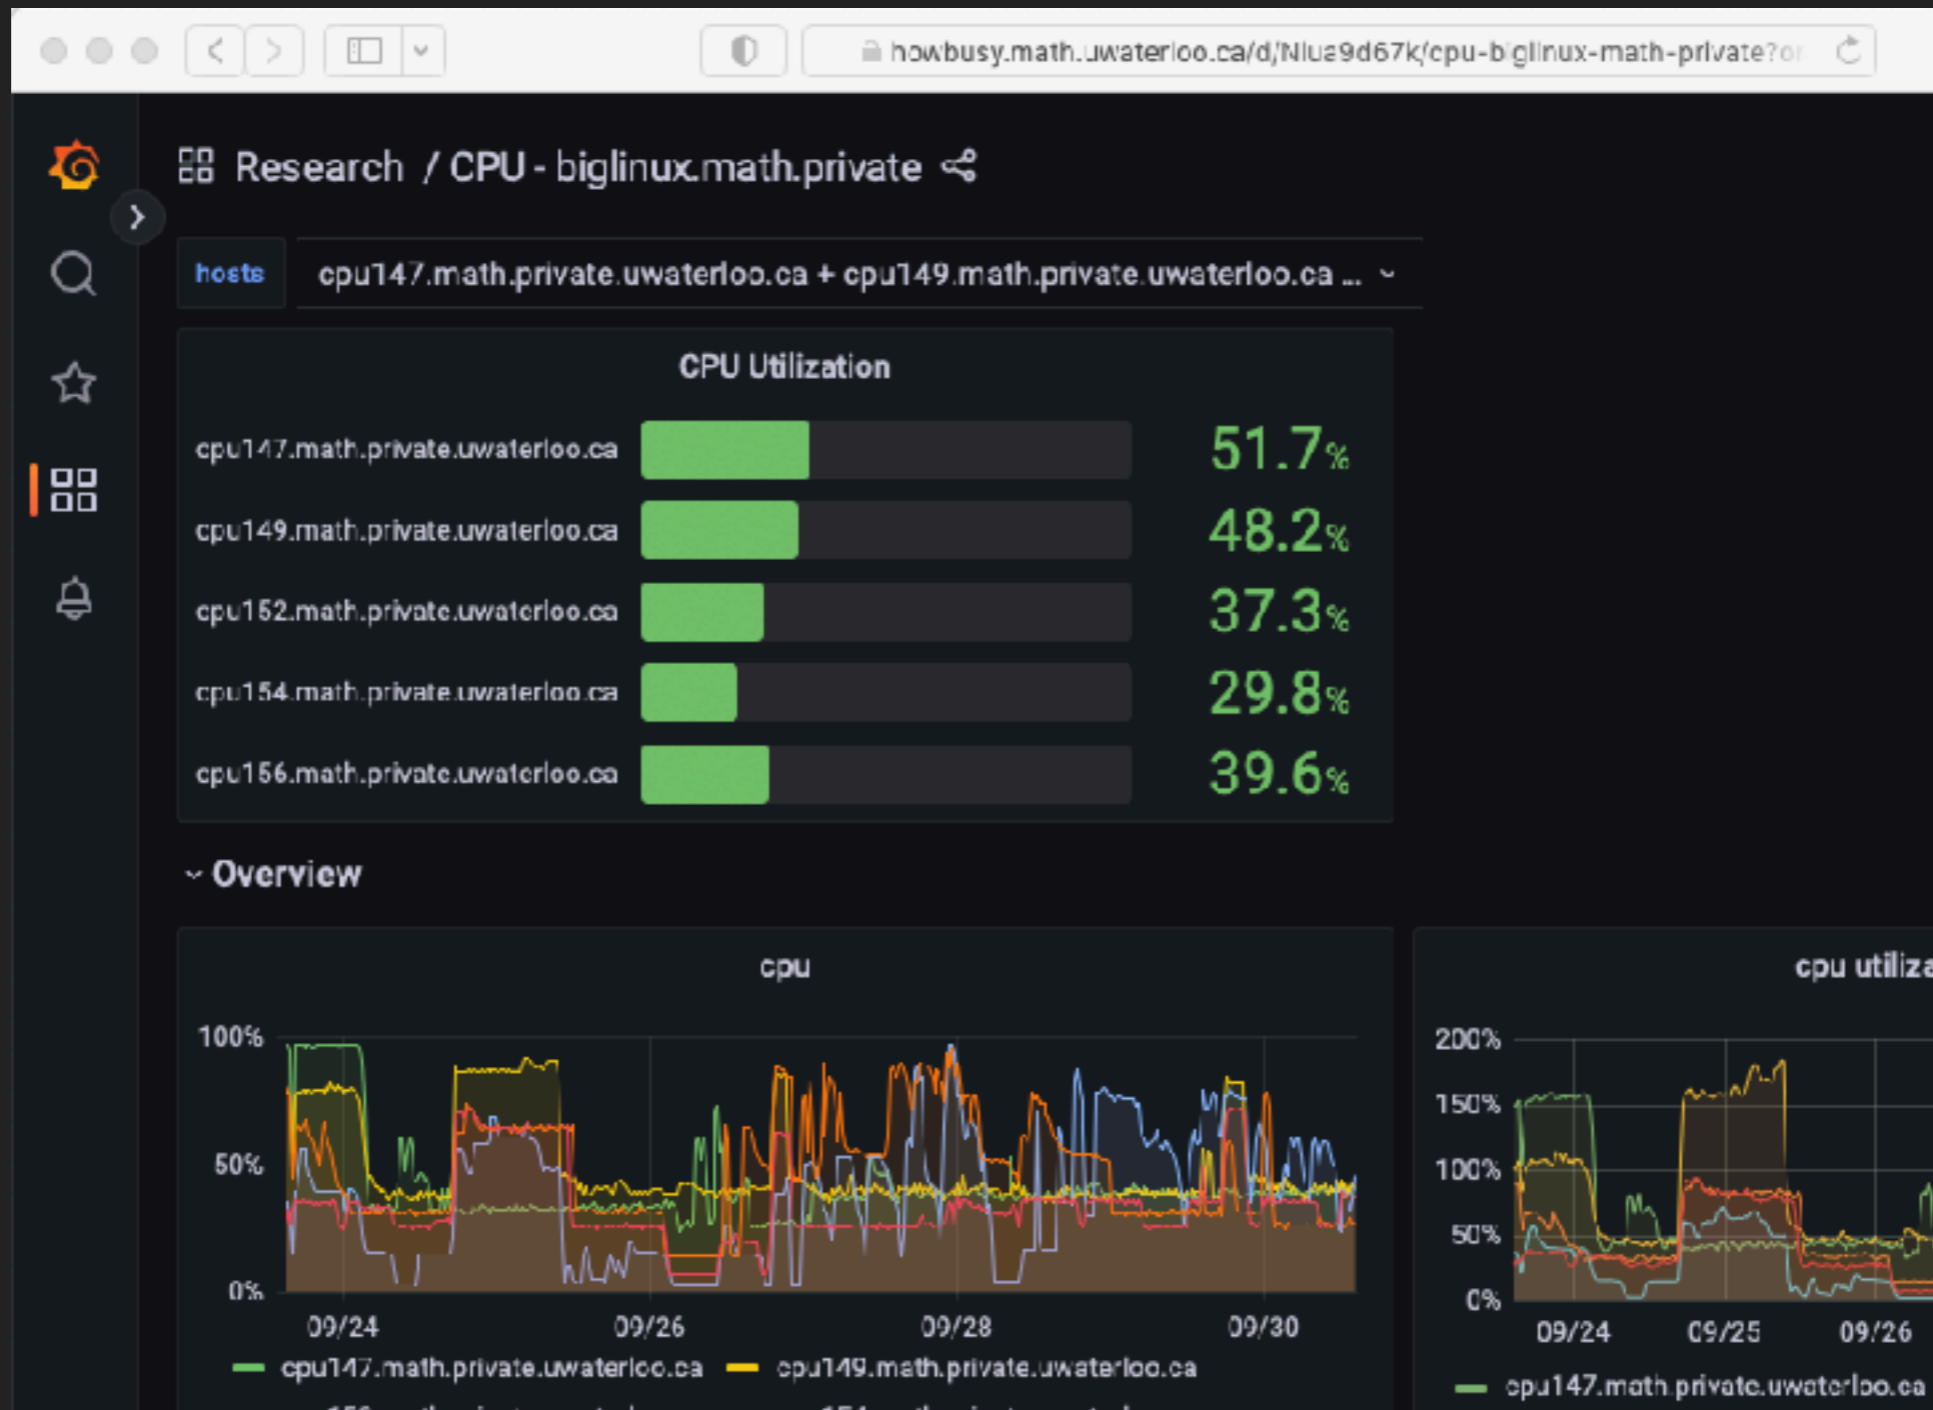 howbusy.math.uwaterloo.ca/d/Niua9d67k/cpu-biglinux-math-private?or
Research / CPU - biglinux.math.private
hosts cpu147.math.private.uwaterloo.ca + cpu149.math.private.uwaterloo.ca ...
CPU Utilization
cpu147.math.private.uwaterloo.ca 51.7%
cpu149.math.private.uwaterloo.ca 48.2%
cpu152.math.private.uwaterloo.ca 37.3%
cpu154.math.private.uwaterloo.ca 29.8%
cpu156.math.private.uwaterloo.ca 39.6%
Overview
cpu
100%
50%
0%
09/24 09/26 09/28 09/30
cpu147.math.private.uwaterloo.ca cpu149.math.private.uwaterloo.ca
cpu utiliza
200%
150%
100%
50%
0%
09/24 09/25 09/26
cpu147.math.private.uwaterloo.ca